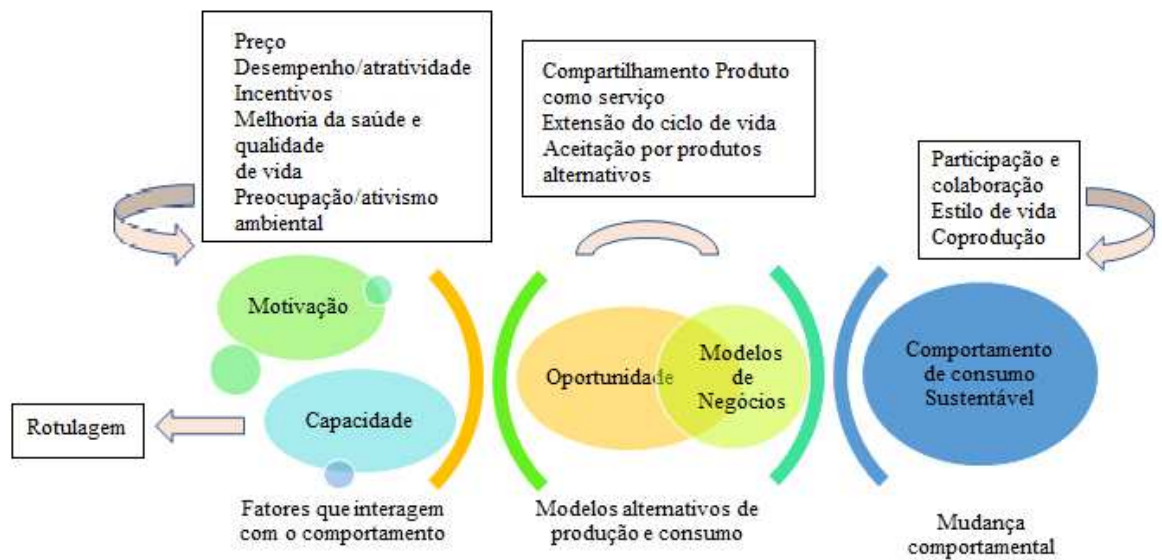 Preço
Desempenho/atratividade
Incentivos
Melhoria da saúde e
qualidade
de vida
Preocupação/ativismo
ambiental
Compartilhamento Produto
como serviço
Extensão do ciclo de vida
Aceitação por produtos
alternativos
Participação e
colaboração
Estilo de vida
Coprodução
Motivação
Capacidade
Rotulagem
Oportunidade
Modelos
de
Negócios
Comportamento
de consumo
Sustentável
Fatores que interagem
com o comportamento
Modelos alternativos de
produção e consumo
Mudança
comportamental